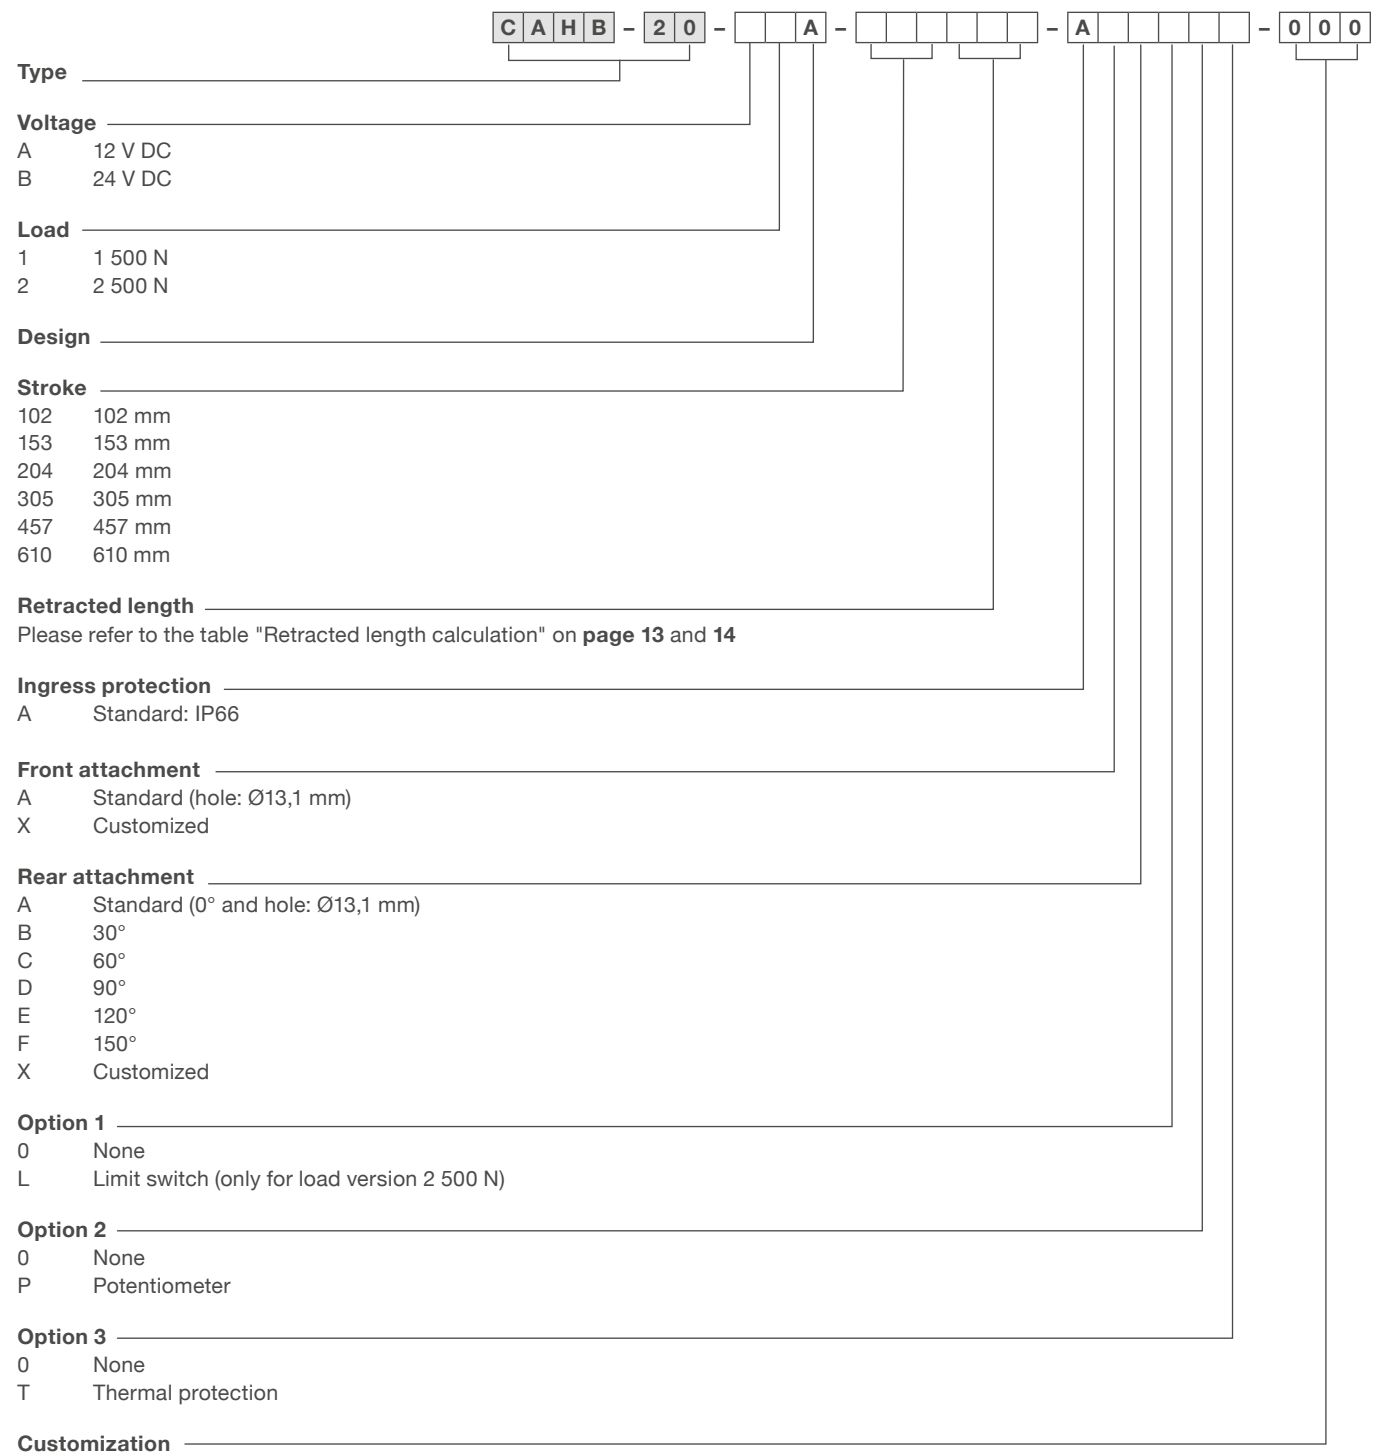 CAHB – 20 – A – – A – 000
Type
Voltage
A 12 V DC
B 24 V DC
Load
1 1 500 N
2 2 500 N
Design
Stroke
102 102 mm
153 153 mm
204 204 mm
305 305 mm
457 457 mm
610 610 mm
Retracted length
Please refer to the table "Retracted length calculation" on page 13 and 14
Ingress protection
A Standard: IP66
Front attachment
A Standard (hole: Ø13,1 mm)
X Customized
Rear attachment
A Standard (0° and hole: Ø13,1 mm)
B 30°
C 60°
D 90°
E 120°
F 150°
X Customized
Option 1
0 None
L Limit switch (only for load version 2 500 N)
Option 2
0 None
P Potentiometer
Option 3
0 None
T Thermal protection
Customization